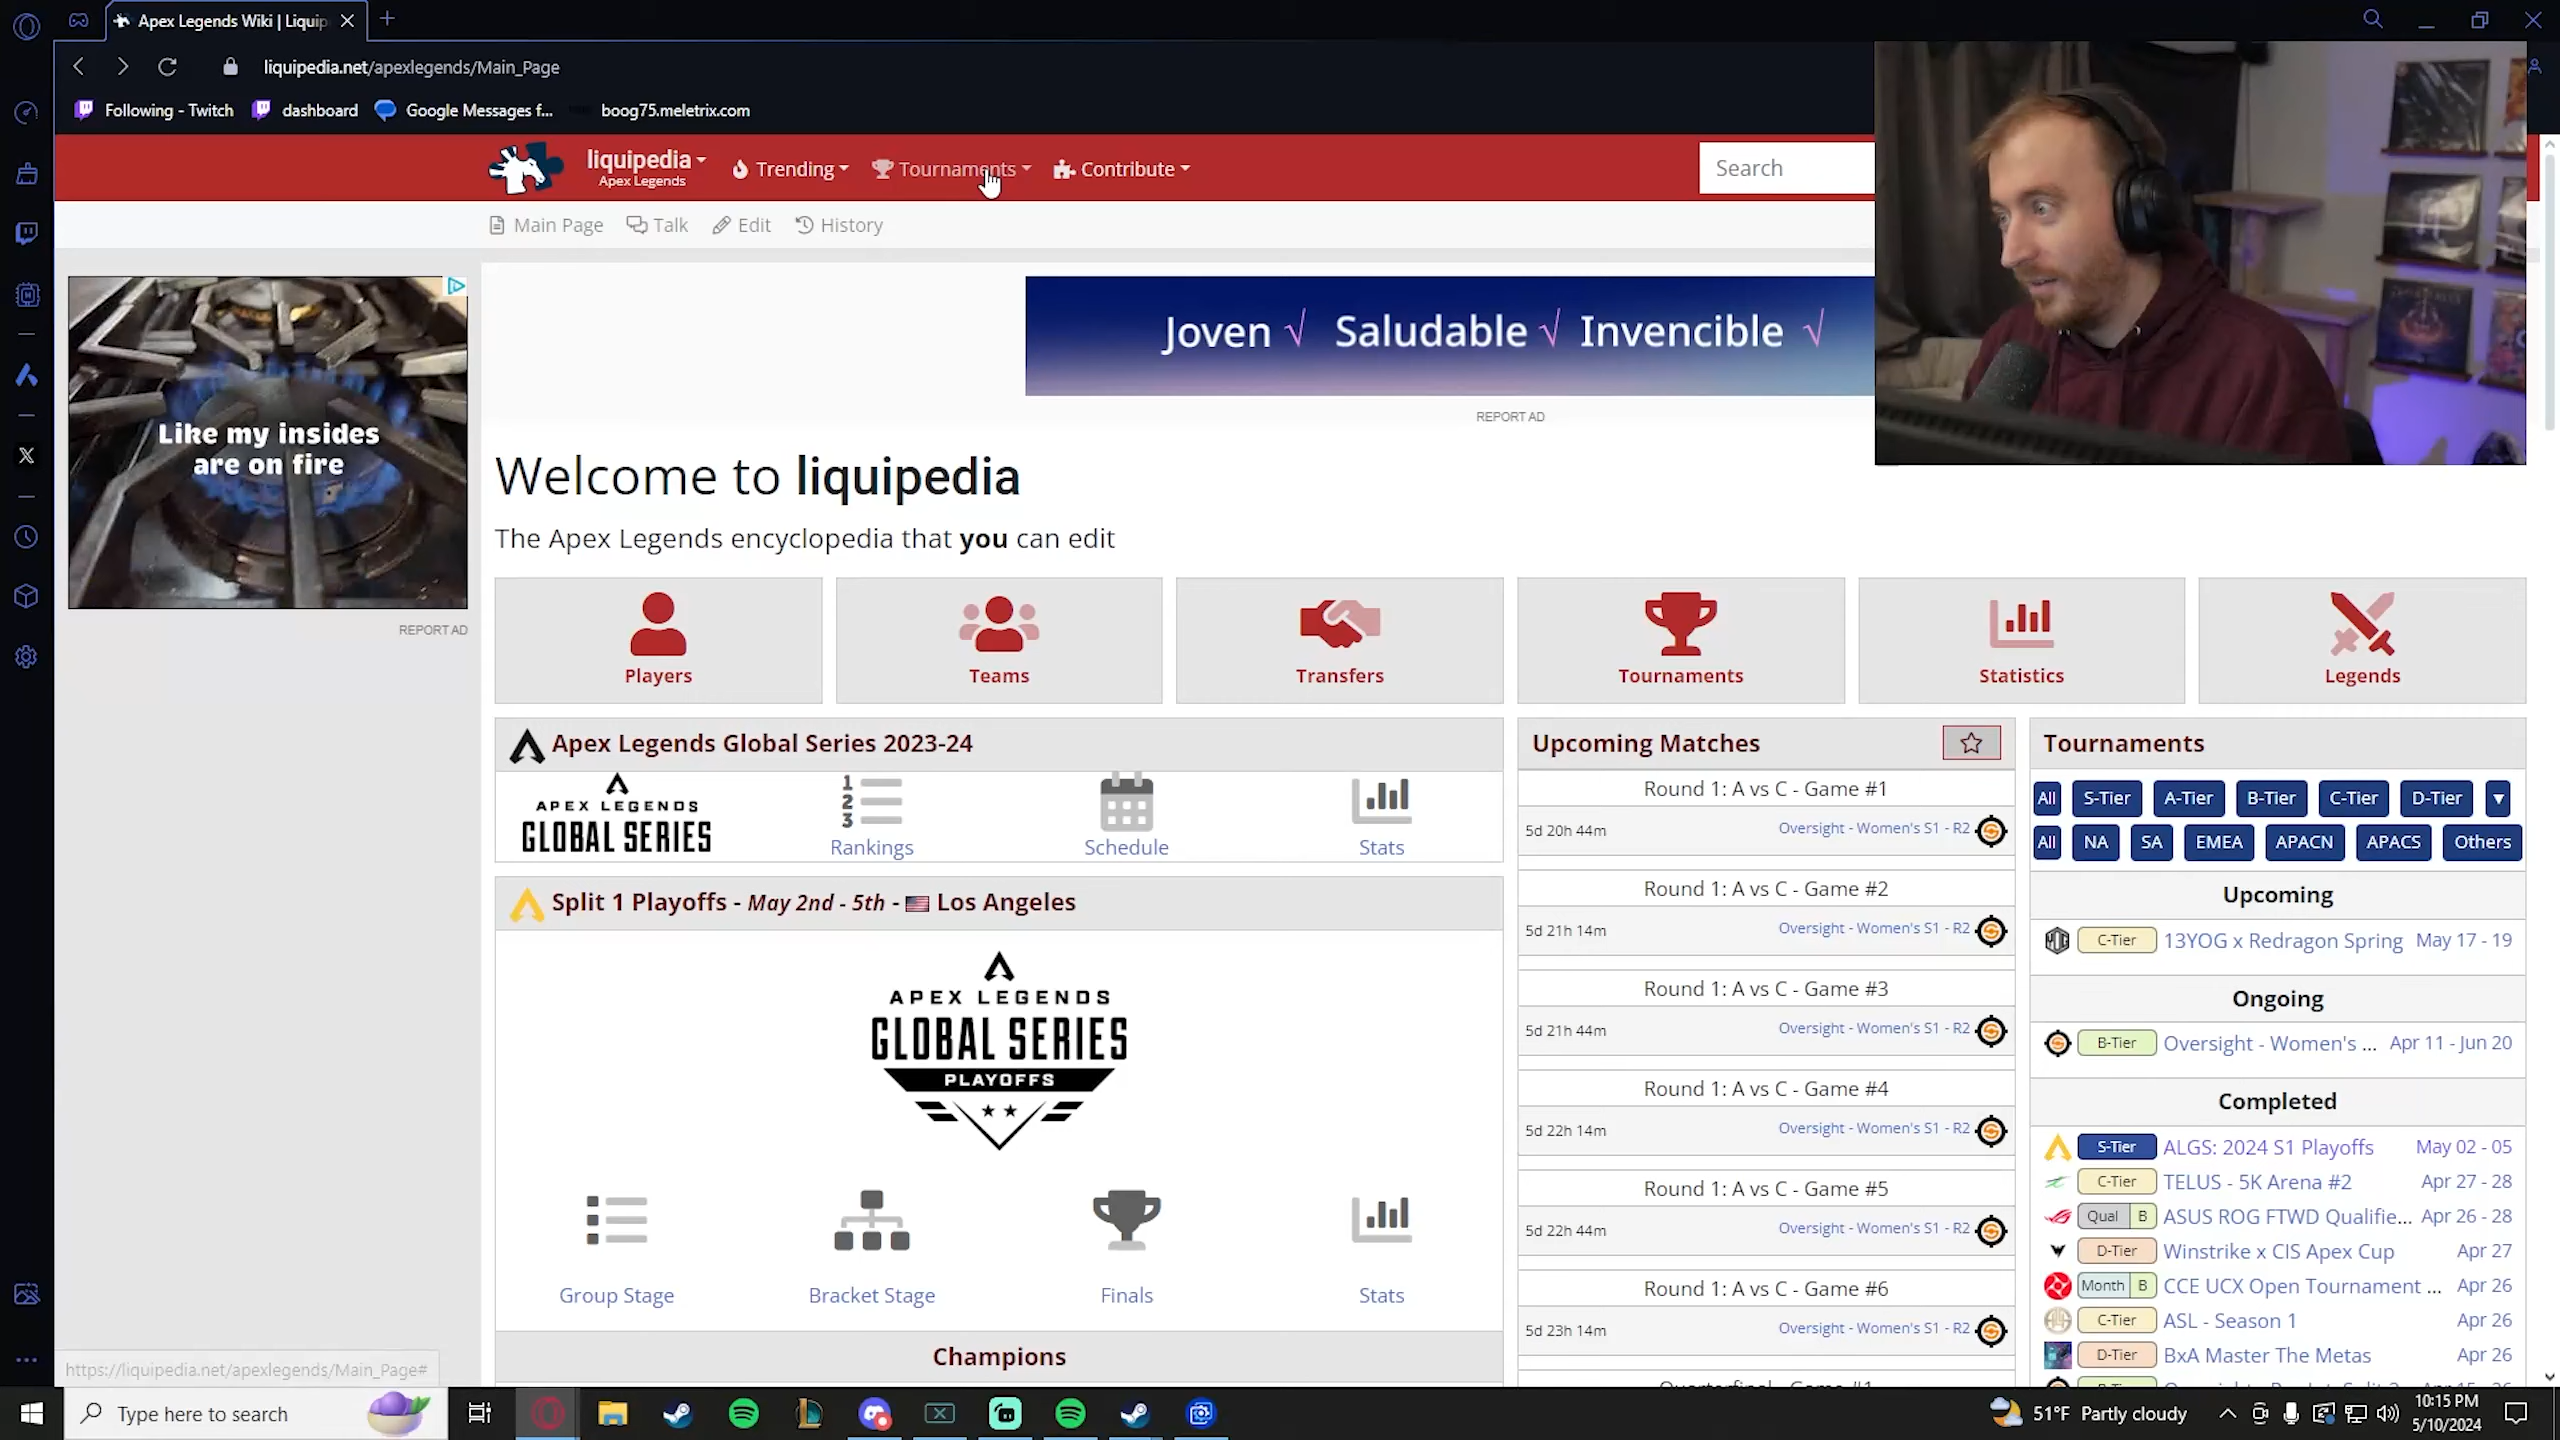 Apex Legends Wiki | Liquip
liquipedia.net/apexlegends/Main_Page
Following - Twitch dashboard Google Messages f... boog75.meletrix.com
liquipedia
Apex Legends
Trending Tournaments Contribute
Search
Main Page Talk Edit History
Like my insides
are on fire
REPORT AD
Joven √ Saludable √ Invencible √
REPORT AD
Welcome to liquipedia
The Apex Legends encyclopedia that you can edit
Players Teams Transfers Tournaments Statistics Legends
Apex Legends Global Series 2023-24
APEX LEGENDS
GLOBAL SERIES
1
2
3
Rankings Schedule Stats
Split 1 Playoffs - May 2nd - 5th - Los Angeles
APEX LEGENDS
GLOBAL SERIES
PLAYOFFS
Group Stage Bracket Stage Finals Stats
Champions
Upcoming Matches
Round 1: A vs C - Game #1
5d 20h 44m Oversight - Women's S1 - R2
Round 1: A vs C - Game #2
5d 21h 14m Oversight - Women's S1 - R2
Round 1: A vs C - Game #3
5d 21h 44m Oversight - Women's S1 - R2
Round 1: A vs C - Game #4
5d 22h 14m Oversight - Women's S1 - R2
Round 1: A vs C - Game #5
5d 22h 44m Oversight - Women's S1 - R2
Round 1: A vs C - Game #6
5d 23h 14m Oversight - Women's S1 - R2
Tournaments
All S-Tier A-Tier B-Tier C-Tier D-Tier ▼
All NA SA EMEA APACN APACS Others
Upcoming
C-Tier 13YOG x Redragon Spring May 17 - 19
Ongoing
B-Tier Oversight - Women's ... Apr 11 - Jun 20
Completed
S-Tier ALGS: 2024 S1 Playoffs May 02 - 05
C-Tier TELUS - 5K Arena #2 Apr 27 - 28
Qual B ASUS ROG FTWD Qualifie... Apr 26 - 28
D-Tier Winstrike x CIS Apex Cup Apr 27
Month B CCE UCX Open Tournament ... Apr 26
C-Tier ASL - Season 1 Apr 26
D-Tier BxA Master The Metas Apr 26
https://liquipedia.net/apexlegends/Main_Page#
Type here to search
51°F Partly cloudy
10:15 PM
5/10/2024